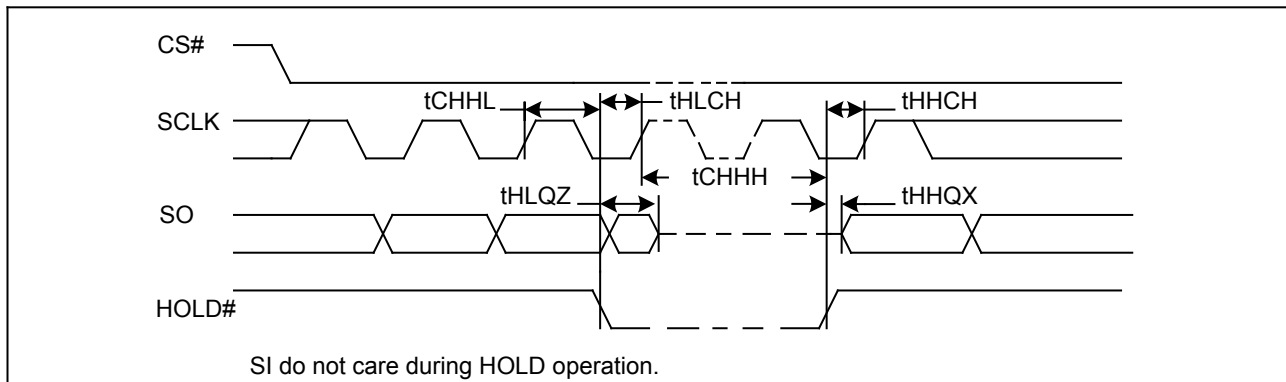 CS#
tCHHL
tHLCH
tHHCH
SCLK
tCHHH
tHLQZ
tHHQX
SO
HOLD#
SI do not care during HOLD operation.